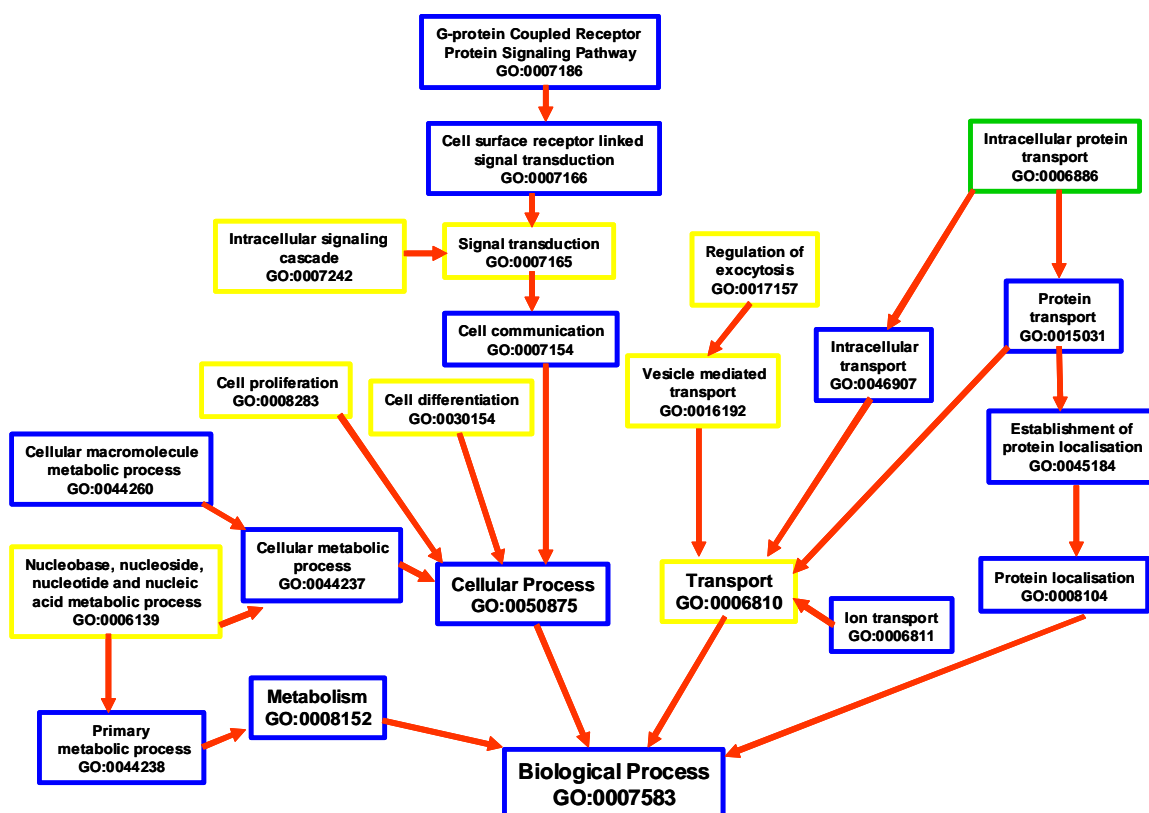 G-protein Coupled Receptor
Protein Signaling Pathway
GO:0007186
Cell surface receptor linked
signal transduction
GO:0007166
Intracellular protein
transport
GO:0006886
Intracellular signaling
cascade
GO:0007242
Signal transduction
GO:0007165
Regulation of
exocytosis
GO:0017157
Protein
transport
GO:0015031
Cell communication
GO:0007154
Intracellular
transport
GO:0046907
Cell proliferation
GO:0008283
Cell differentiation
GO:0030154
Vesicle mediated
transport
GO:0016192
Establishment of
protein localisation
GO:0045184
Cellular macromolecule
metabolic process
GO:0044260
Cellular metabolic
process
GO:0044237
Nucleobase, nucleoside,
nucleotide and nucleic
acid metabolic process
GO:0006139
Cellular Process
GO:0050875
Transport
GO:0006810
Ion transport
GO:0006811
Protein localisation
GO:0008104
Metabolism
GO:0008152
Primary
metabolic process
GO:0044238
Biological Process
GO:0007583